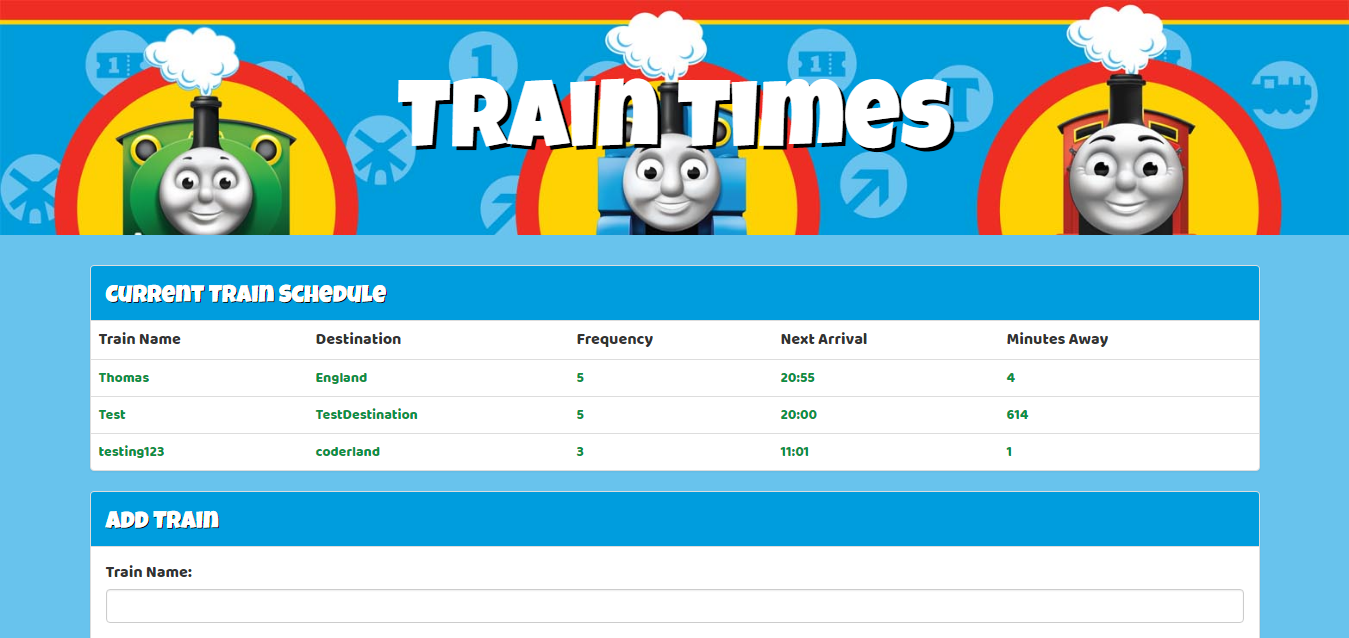 Train Times
Current Train Schedule
Train Name Destination Frequency Next Arrival Minutes Away
Thomas England 5 20:55 4
Test TestDestination 5 20:00 614
testing123 coderland 3 11:01 1
Add Train
Train Name: